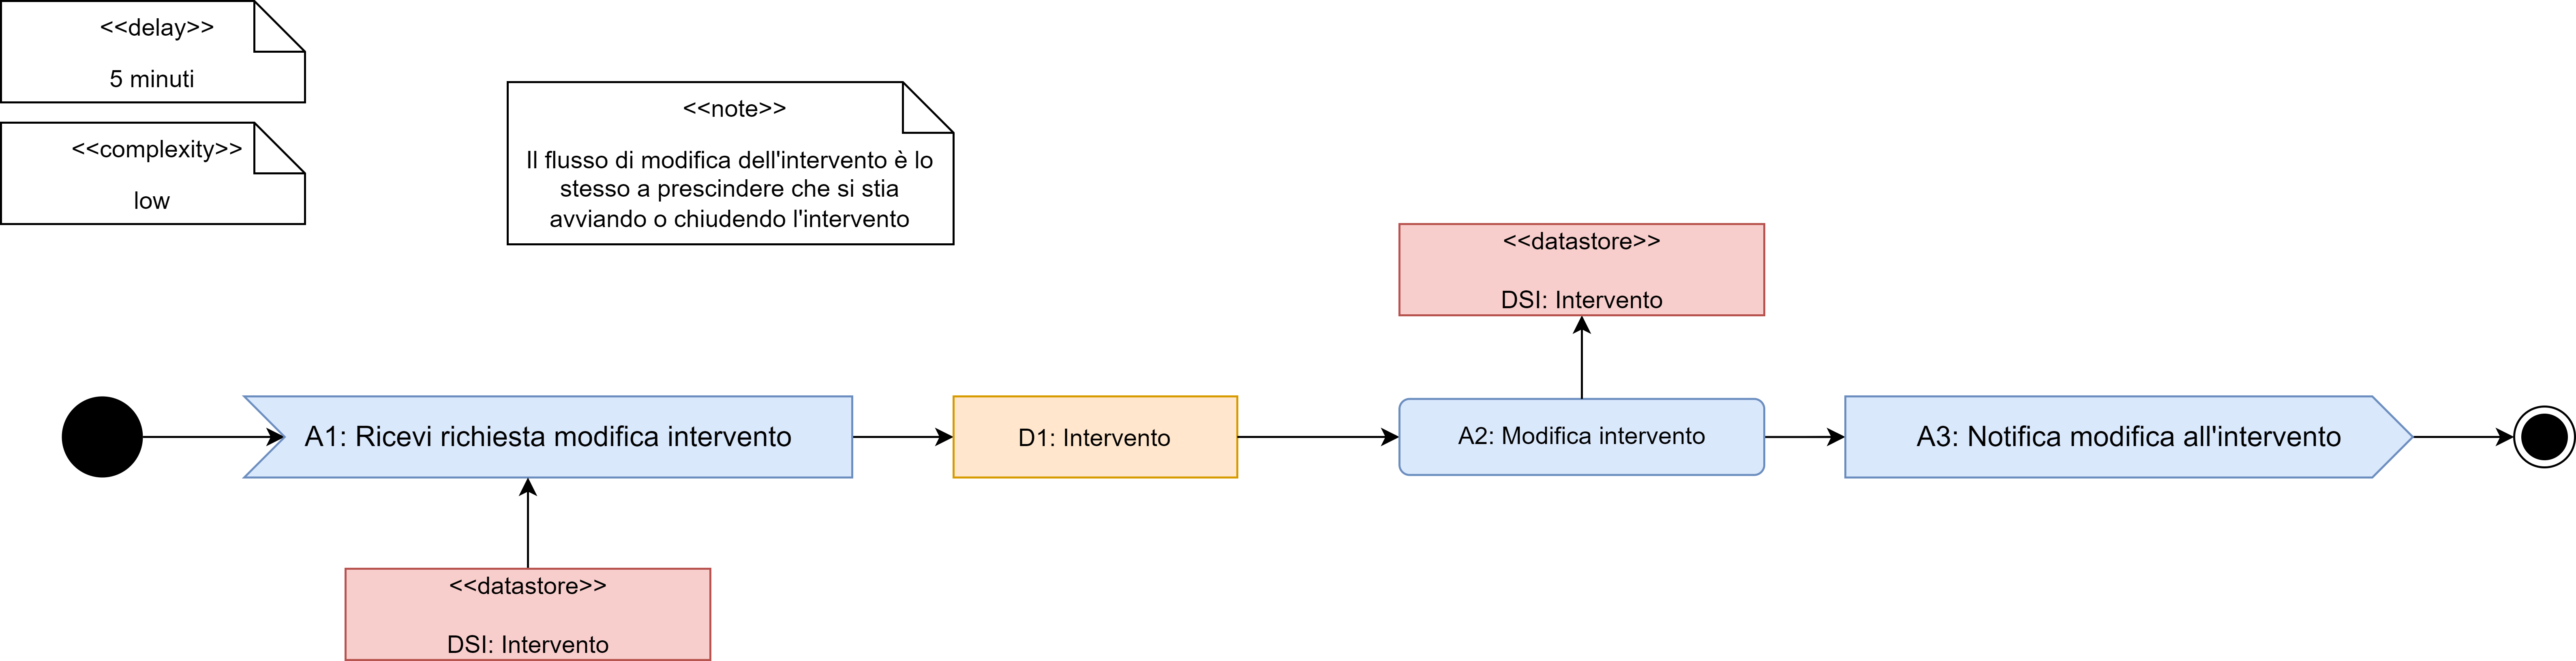 <<delay>>
5 minuti
<<complexity>>
low
<<note>>
Il flusso di modifica dell'intervento è lo
stesso a prescindere che si stia
avviando o chiudendo l'intervento
<<datastore>>
DSI: Intervento
A1: Ricevi richiesta modifica intervento
D1: Intervento
A2: Modifica intervento
A3: Notifica modifica all'intervento
<<datastore>>
DSI: Intervento